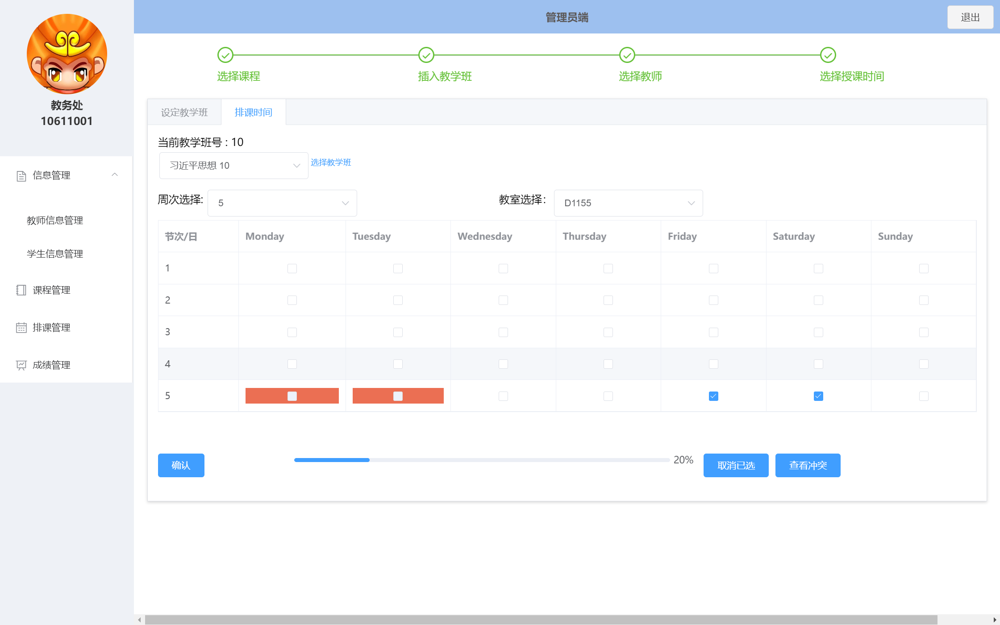 管理员端
退出
教务处
10611001
信息管理
教师信息管理
学生信息管理
课程管理
排课管理
成绩管理
选择课程
插入教学班
选择教师
选择授课时间
设定教学班
排课时间
当前教学班号 : 10
习近平思想 10
选择教学班
周次选择:
5
教室选择：
D1155
节次/日 Monday Tuesday Wednesday Thursday Friday Saturday Sunday
1
2
3
4
5
确认
20%
取消已选
查看冲突